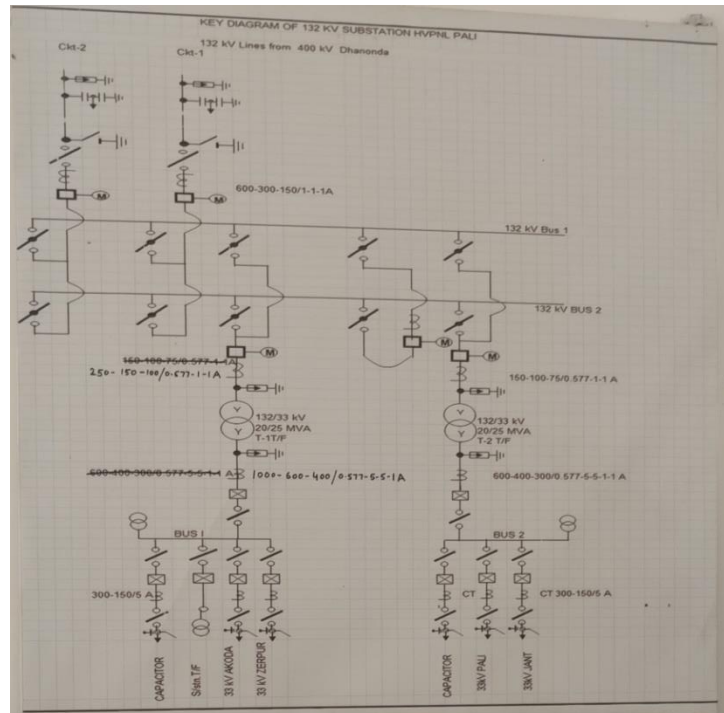 KEY DIAGRAM OF 132 KV SUBSTATION HVPNL PALI
132 kV Lines from 400 kV Dhanonda
Ckt-2
Ckt-1
M
M
600-300-150/1-1-1A
132 kV Bus 1
132 kV BUS 2
M
M
M
150-100-75/0.577-1-1A
250-150-100/0.577-1-1A
150-100-75/0.577-1-1 A
Y
Y
132/33 kV
20/25 MVA
T-1T/F
Y
Y
132/33 kV
20/25 MVA
T-2 T/F
600-400-300/0.577-5-5-1-1 A
1000-600-400/0.577-5-5-1A
600-400-300/0.577-5-5-1 A
BUS I
BUS 2
300-150/5 A
CT
CT 300-150/5 A
CAPACITOR
S/stn.T/F
33 kV AKODA
33 kV ZERPUR
CAPACITOR
33kV PALI
33kV JANT